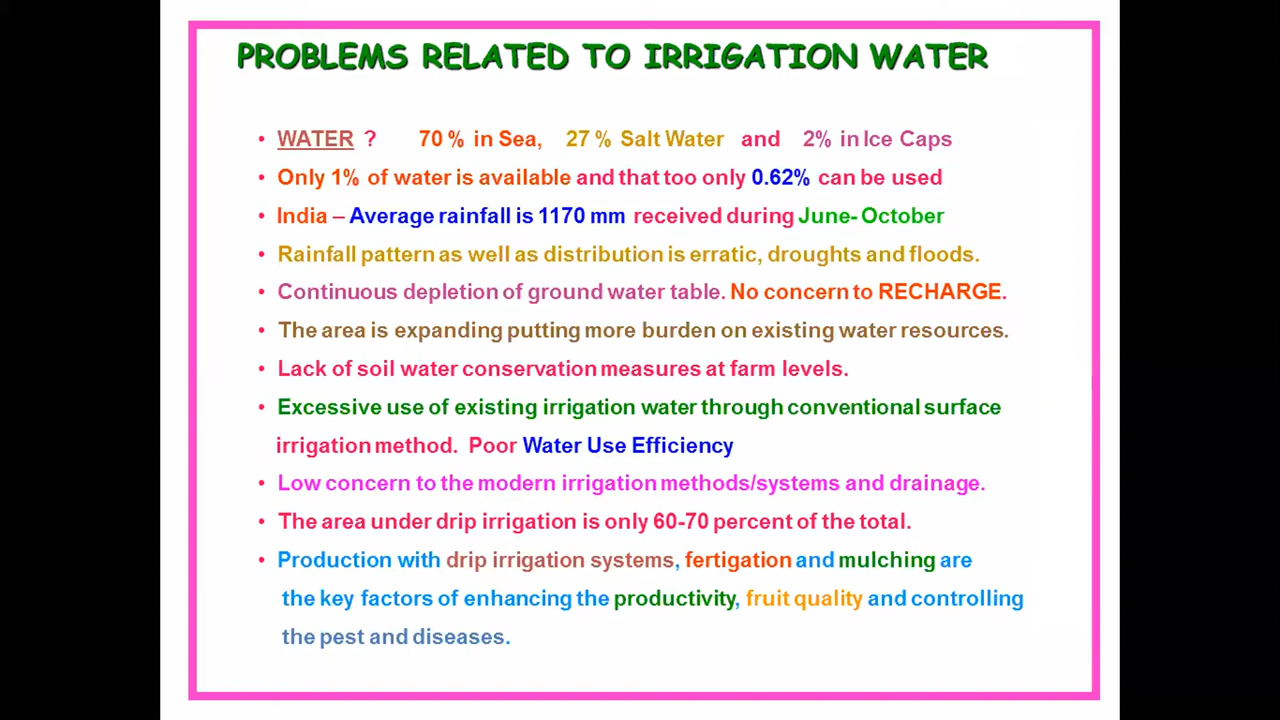 PROBLEMS RELATED TO IRRIGATION WATER
• WATER ? 70 % in Sea, 27 % Salt Water and 2% in Ice Caps
• Only 1% of water is available and that too only 0.62% can be used
• India – Average rainfall is 1170 mm received during June- October
• Rainfall pattern as well as distribution is erratic, droughts and floods.
• Continuous depletion of ground water table. No concern to RECHARGE.
• The area is expanding putting more burden on existing water resources.
• Lack of soil water conservation measures at farm levels.
• Excessive use of existing irrigation water through conventional surface
irrigation method. Poor Water Use Efficiency
• Low concern to the modern irrigation methods/systems and drainage.
• The area under drip irrigation is only 60-70 percent of the total.
• Production with drip irrigation systems, fertigation and mulching are
the key factors of enhancing the productivity, fruit quality and controlling
the pest and diseases.